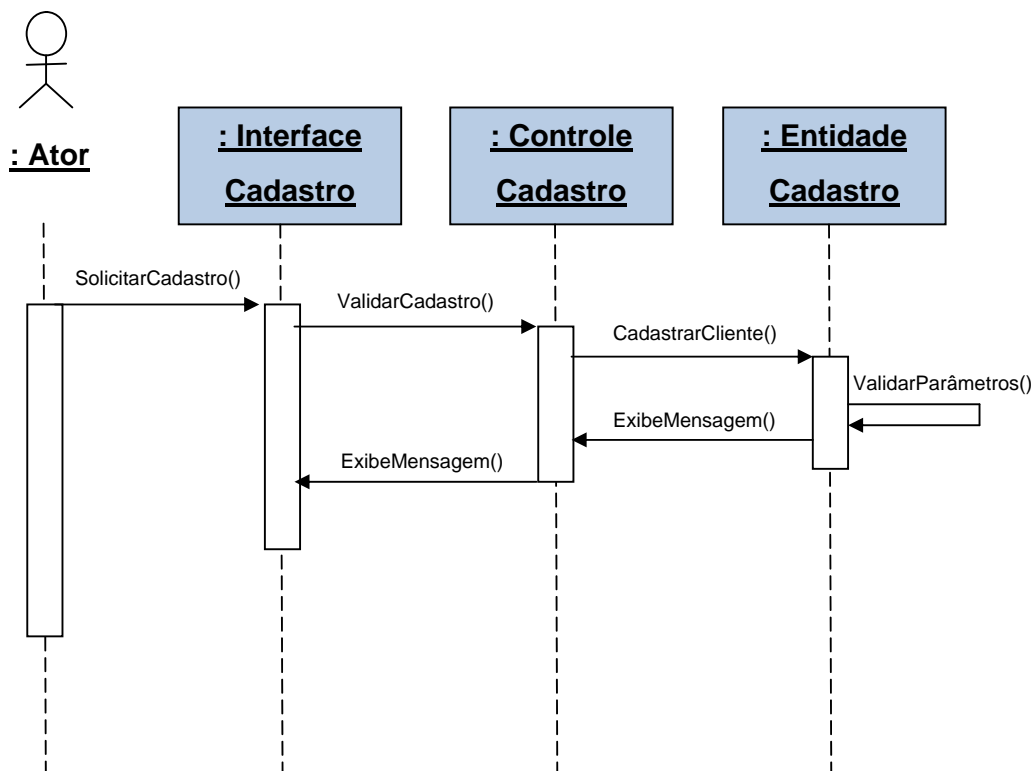 : Ator
: Interface
Cadastro
: Controle
Cadastro
: Entidade
Cadastro
SolicitarCadastro()
ValidarCadastro()
CadastrarCliente()
ValidarParâmetros()
ExibeMensagem()
ExibeMensagem()